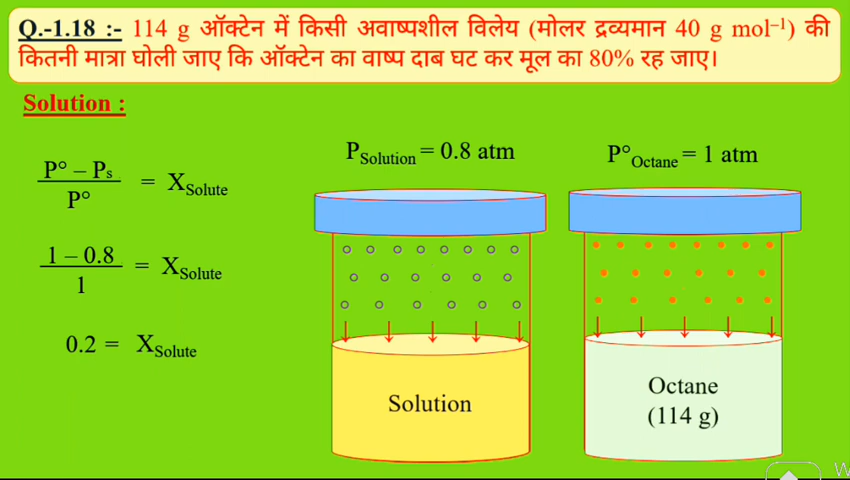 Q.-1.18 :- 114 g ऑक्टेन में किसी अवाष्पशील विलेय (मोलर द्रव्यमान 40 g mol⁻¹) की
कितनी मात्रा घोली जाए कि ऑक्टेन का वाष्प दाब घट कर मूल का 80% रह जाए।
Solution :
P° – Pₛ
P°
= X_Solute
1 – 0.8
1
= X_Solute
0.2 = X_Solute
P_Solution = 0.8 atm
P°_Octane = 1 atm
Solution
Octane
(114 g)
W